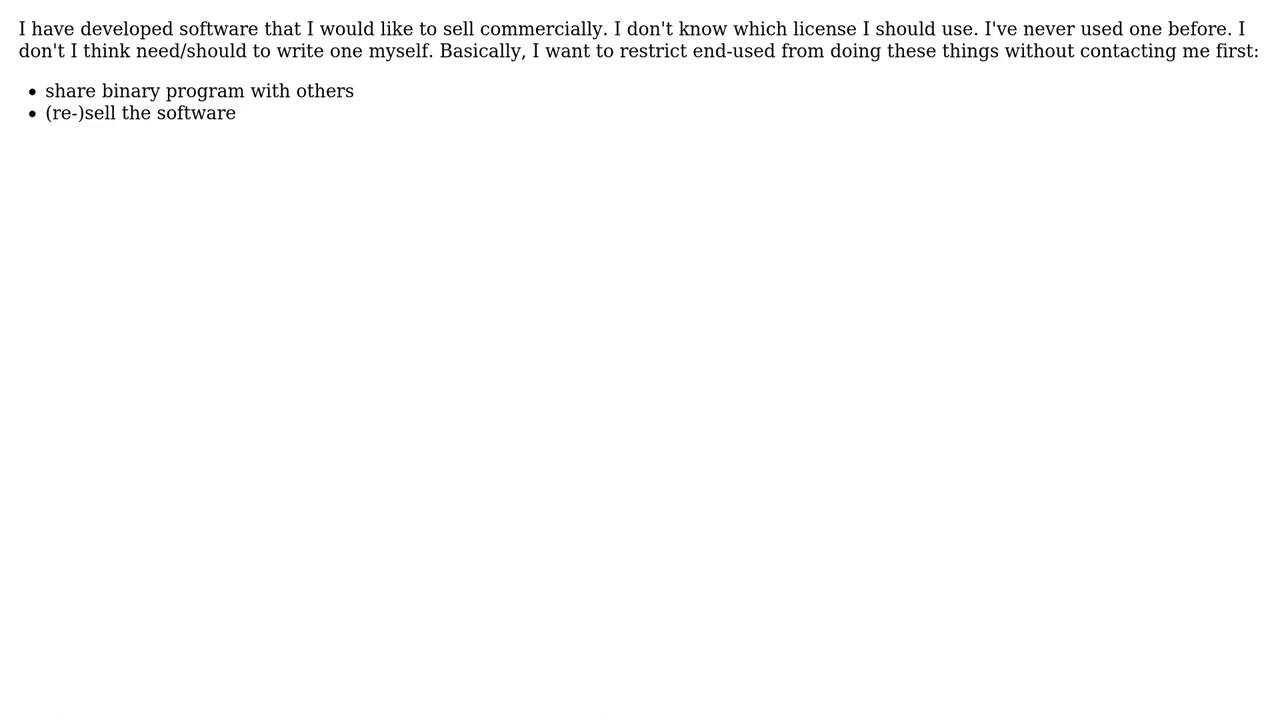 I have developed software that I would like to sell commercially. I don't know which license I should use. I've never used one before. I
don't I think need/should to write one myself. Basically, I want to restrict end-used from doing these things without contacting me first:
• share binary program with others
• (re-)sell the software